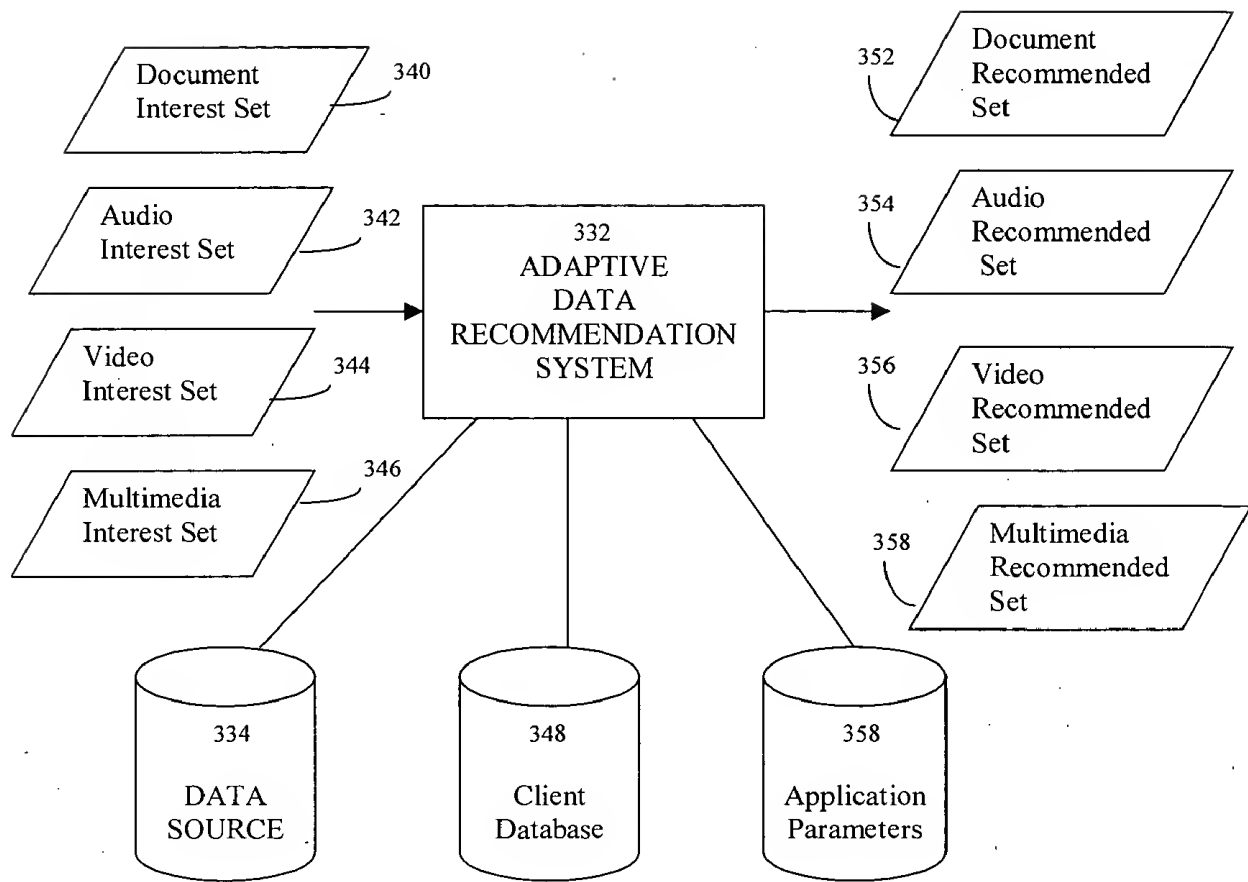 Document
Interest Set
340
Audio
Interest Set
342
Video
Interest Set
344
Multimedia
Interest Set
346
332
ADAPTIVE
DATA
RECOMMENDATION
SYSTEM
352
Document
Recommended
Set
354
Audio
Recommended
Set
356
Video
Recommended
Set
358
Multimedia
Recommended
Set
334
DATA
SOURCE
348
Client
Database
358
Application
Parameters